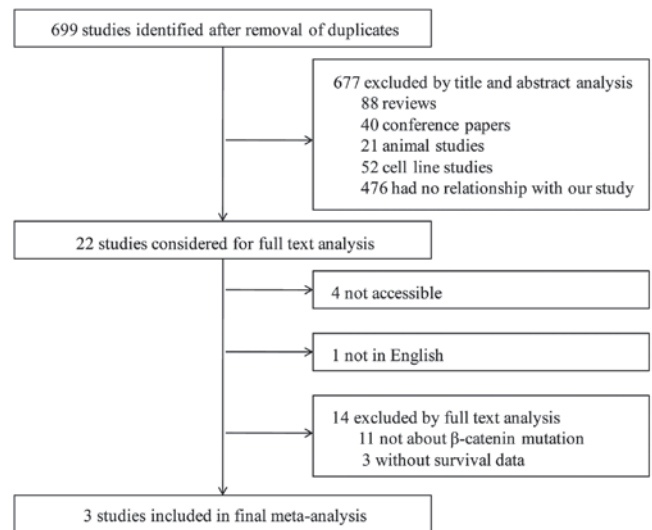 699 studies identified after removal of duplicates
677 excluded by title and abstract analysis
88 reviews
40 conference papers
21 animal studies
52 cell line studies
476 had no relationship with our study
22 studies considered for full text analysis
4 not accessible
1 not in English
14 excluded by full text analysis
11 not about β-catenin mutation
3 without survival data
3 studies included in final meta-analysis